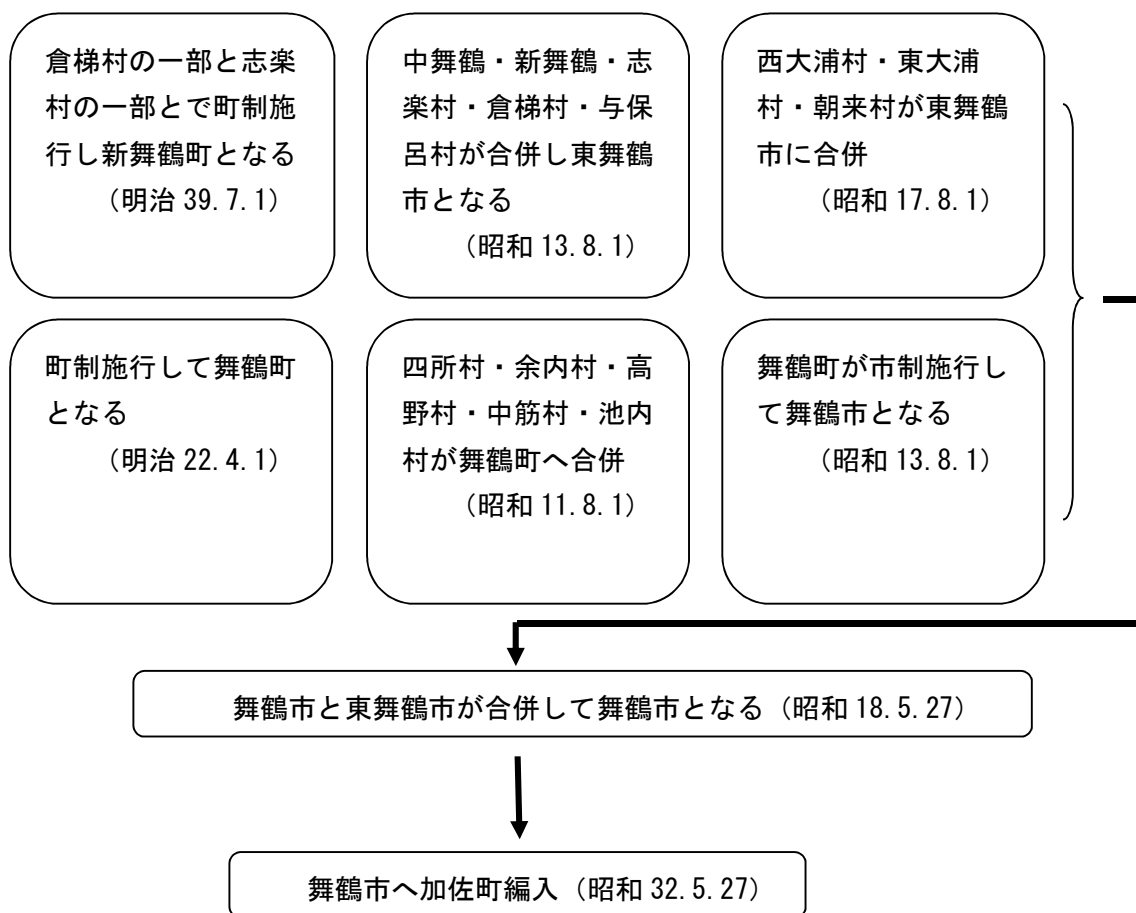 倉梯村の一部と志楽
村の一部とで町制施
行し新舞鶴町となる
（明治 39.7.1）
中舞鶴・新舞鶴・志
楽村・倉梯村・与保
呂村が合併し東舞鶴
市となる
（昭和 13.8.1）
西大浦村・東大浦
村・朝来村が東舞鶴
市に合併
（昭和 17.8.1）
町制施行して舞鶴町
となる
（明治 22.4.1）
四所村・余内村・高
野村・中筋村・池内
村が舞鶴町へ合併
（昭和 11.8.1）
舞鶴町が市制施行し
て舞鶴市となる
（昭和 13.8.1）
舞鶴市と東舞鶴市が合併して舞鶴市となる（昭和 18.5.27）
舞鶴市へ加佐町編入（昭和 32.5.27）